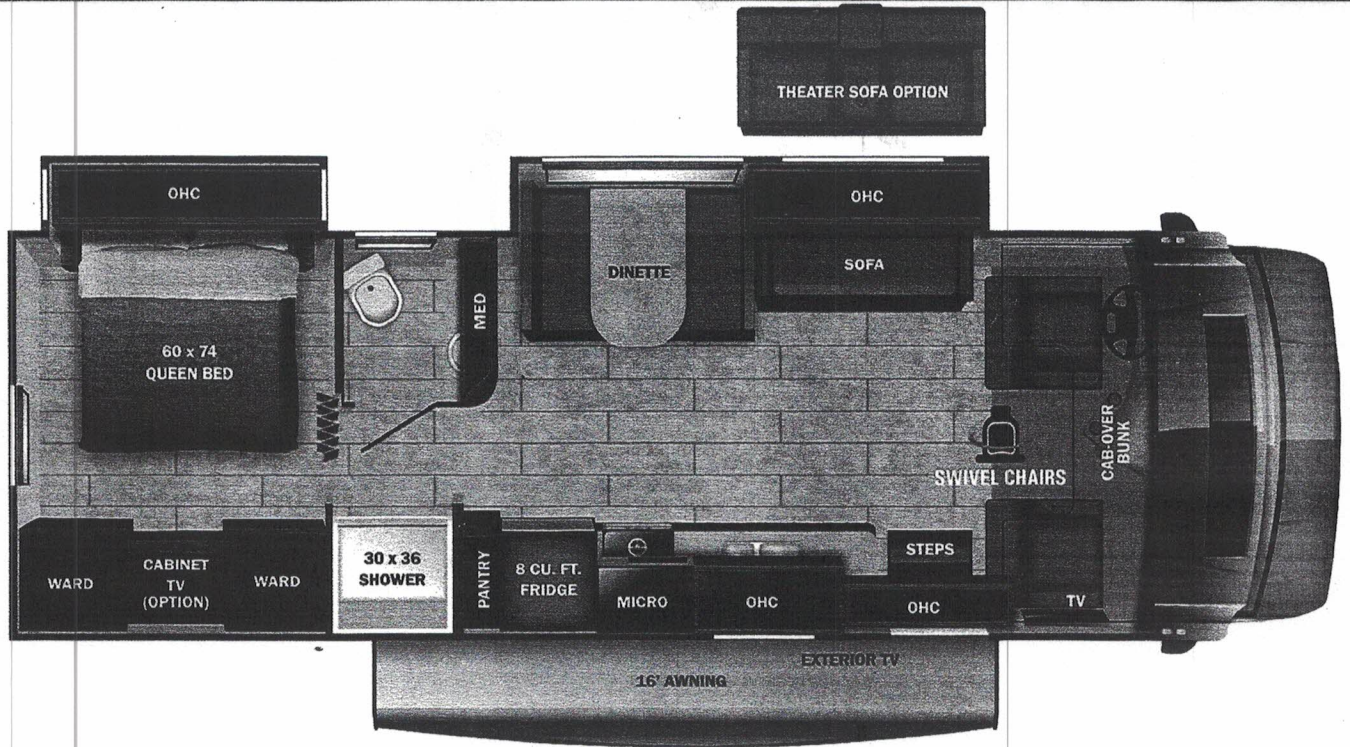 THEATER SOFA OPTION
OHC
OHC
SOFA
DINETTE
MED
60 x 74
QUEEN BED
CAB-OVER
BUNK
SWIVEL CHAIRS
WARD
CABINET
TV
(OPTION)
WARD
30 x 36
SHOWER
PANTRY
8 CU. FT.
FRIDGE
MICRO
OHC
STEPS
OHC
TV
EXTERIOR TV
16' AWNING